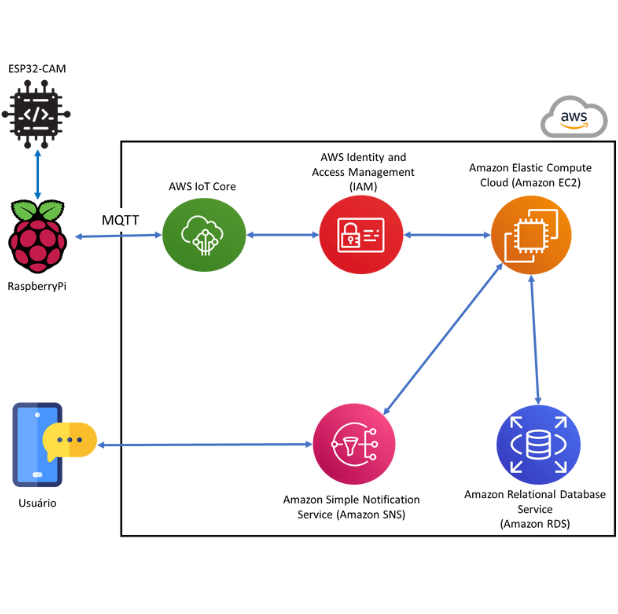 ESP32-CAM
aws
AWS Identity and
Access Management
(IAM)
Amazon Elastic Compute
Cloud (Amazon EC2)
AWS IoT Core
MQTT
RaspberryPi
Usuário
Amazon Simple Notification
Service (Amazon SNS)
Amazon Relational Database
Service
(Amazon RDS)